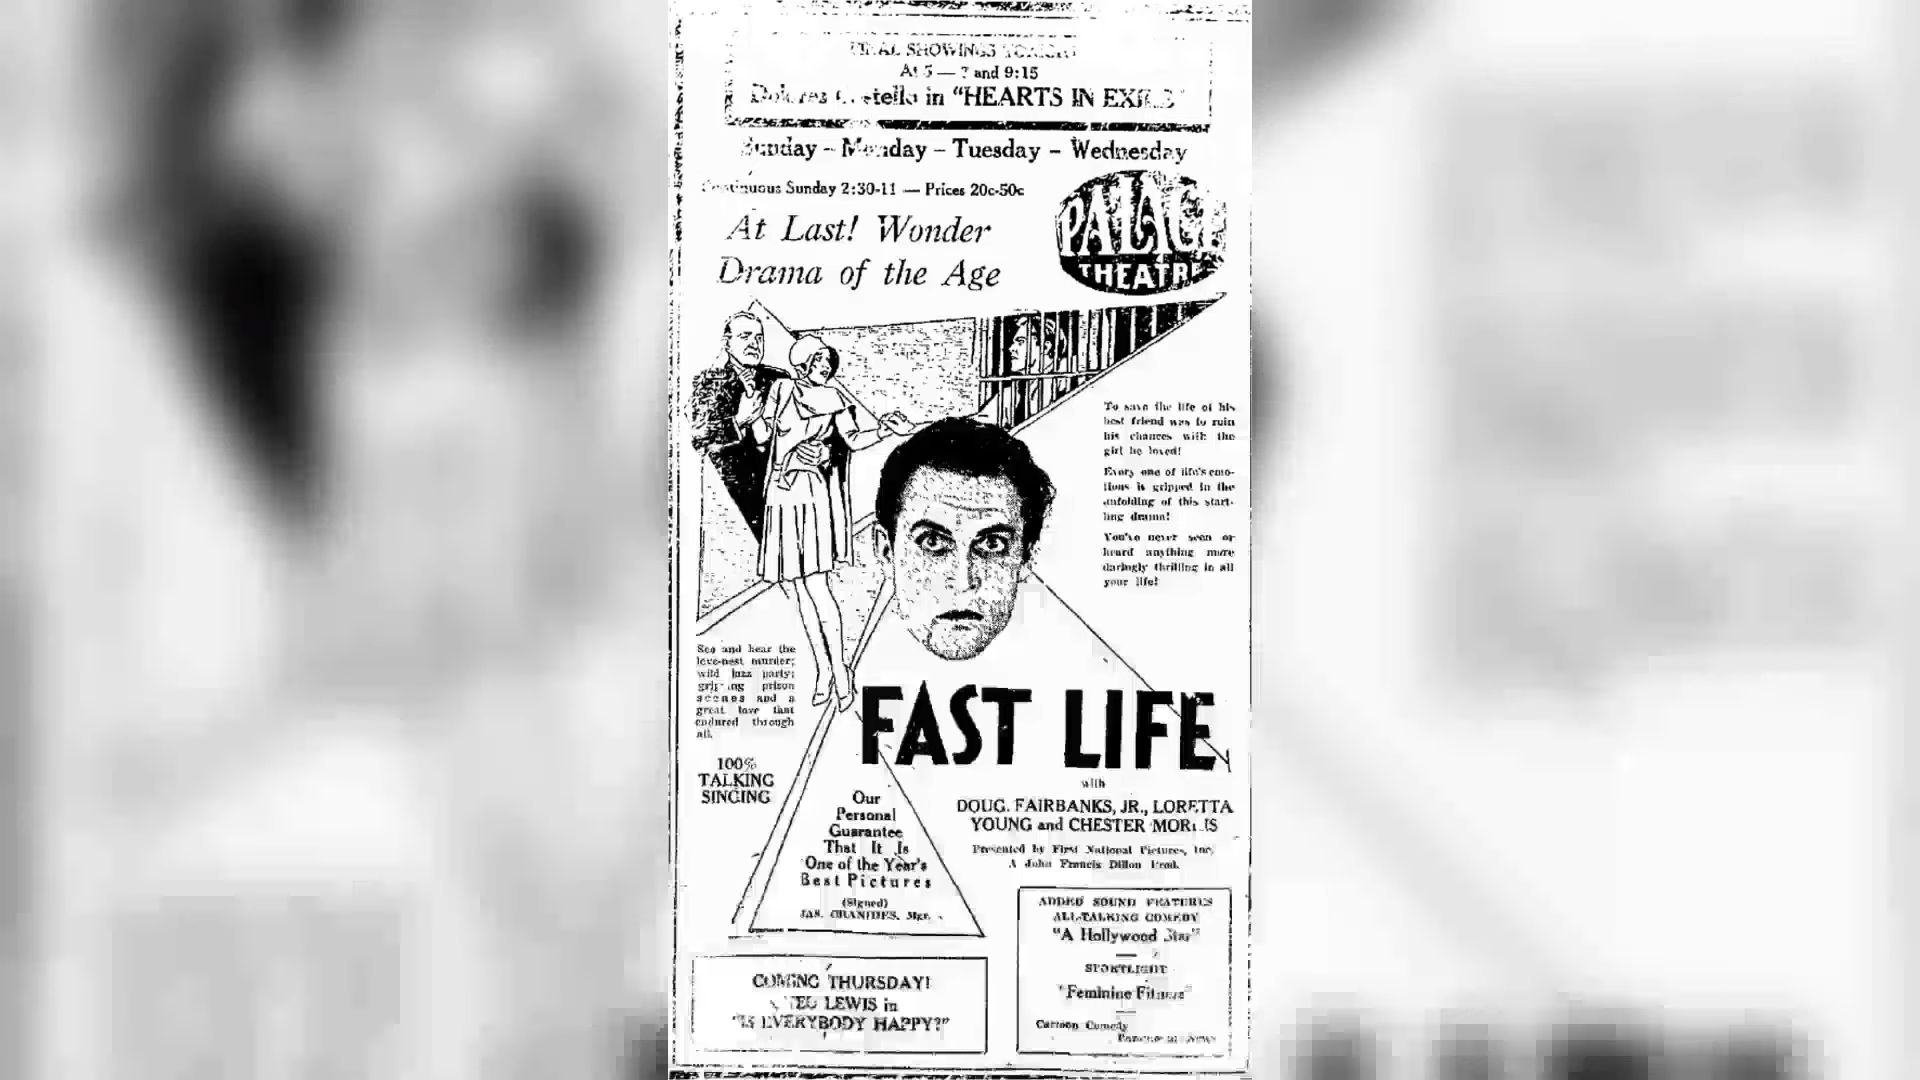 FINAL SHOWINGS TONIGHT
At 5 — 7 and 9:15
Dolores Costello in “HEARTS IN EXILE”
Sunday – Monday – Tuesday – Wednesday
Continuous Sunday 2:30-11 — Prices 20c-50c
PALACE
THEATRE
At Last! Wonder
Drama of the Age
To save the life of his
best friend was to ruin
his chances with the
girl he loved!
Every one of life's emo-
tions is gripped in the
unfolding of this start-
ling drama!
You've never seen or
heard anything more
daringly thrilling in all
your life!
See and hear the
love-nest murder;
wild jazz party;
gripping prison
scenes and a
great love that
endured through
all.
100%
TALKING
SINGING
FAST LIFE
with
DOUG. FAIRBANKS, JR., LORETTA
YOUNG and CHESTER MORRIS
Presented by First National Pictures, Inc.
A John Francis Dillon Prod.
Our
Personal
Guarantee
That It Is
One of the Year's
Best Pictures
(Signed)
JAS. Mgr.
ADDED SOUND FEATURES
ALL-TALKING COMEDY
“A Hollywood Star”
SPORTLIGHT
“Feminine Fitness”
Cartoon Comedy
News
COMING THURSDAY!
TED LEWIS in
“IS EVERYBODY HAPPY?”